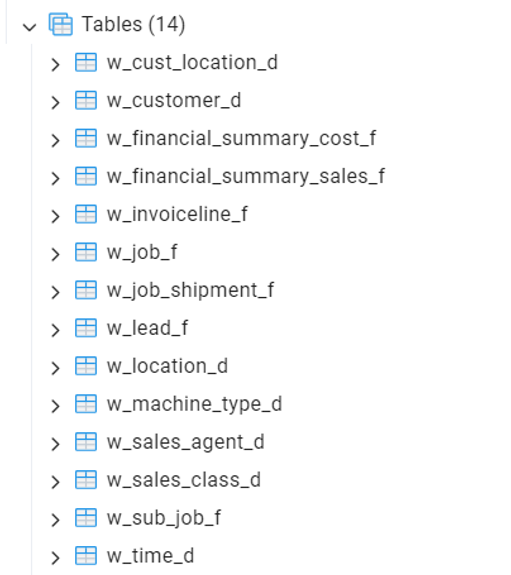 Tables (14)
w_cust_location_d
w_customer_d
w_financial_summary_cost_f
w_financial_summary_sales_f
w_invoiceline_f
w_job_f
w_job_shipment_f
w_lead_f
w_location_d
w_machine_type_d
w_sales_agent_d
w_sales_class_d
w_sub_job_f
w_time_d